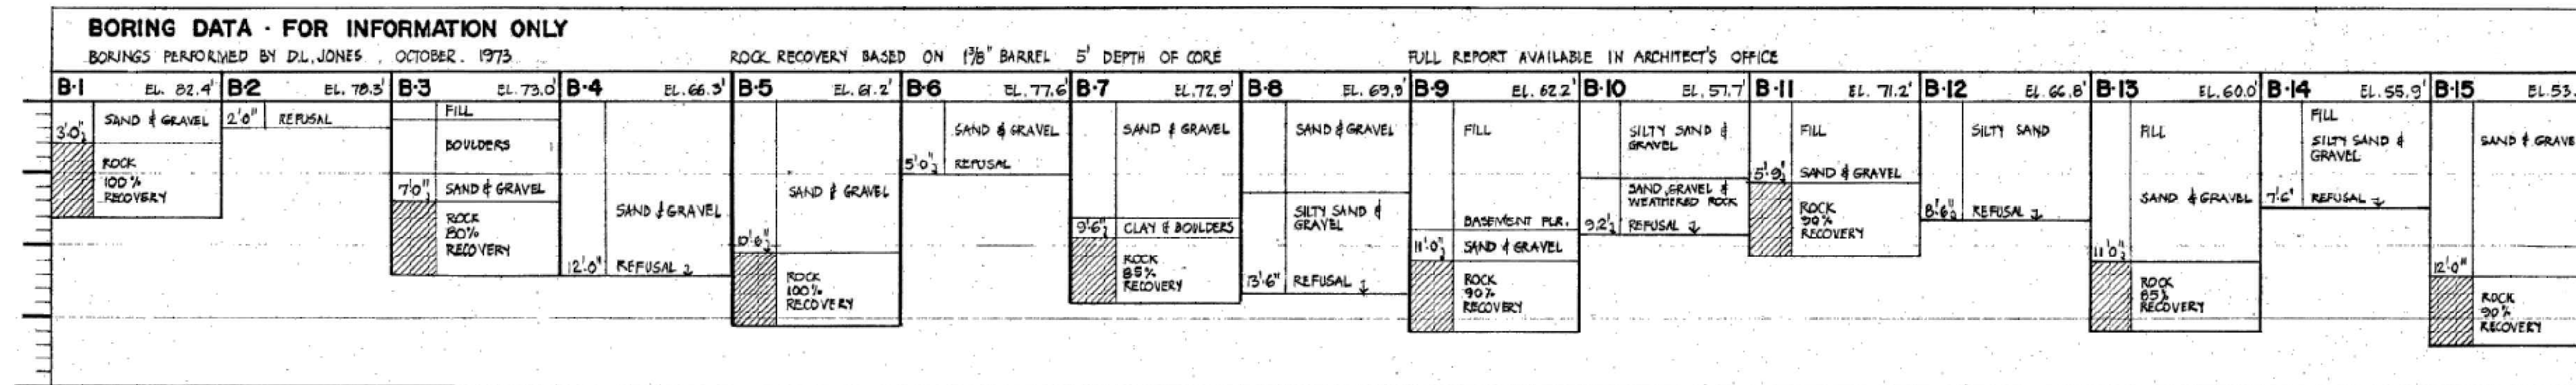 BORING DATA · FOR INFORMATION ONLY
BORINGS PERFORMED BY D.L. JONES , OCTOBER. 1973 ROCK RECOVERY BASED ON 1⅜" BARREL 5' DEPTH OF CORE FULL REPORT AVAILABLE IN ARCHITECT'S OFFICE
B·1 EL. 82.4'
SAND & GRAVEL
3'0"
ROCK
100%
RECOVERY
B·2 EL. 78.3'
2'0" REFUSAL
B·3 EL. 73.0'
FILL
BOULDERS
7'0" SAND & GRAVEL
ROCK
80%
RECOVERY
B·4 EL. 66.3'
SAND & GRAVEL
12'0" REFUSAL
B·5 EL. 61.2'
SAND & GRAVEL
ROCK
100%
RECOVERY
B·6 EL. 77.6'
SAND & GRAVEL
5'0" REFUSAL
B·7 EL. 72.9'
SAND & GRAVEL
9'6" CLAY & BOULDERS
ROCK
85%
RECOVERY
B·8 EL. 69.9'
SAND & GRAVEL
SILTY SAND &
GRAVEL
13'6" REFUSAL
B·9 EL. 62.2'
FILL
BASEMENT FLR.
11'0" SAND & GRAVEL
ROCK
90%
RECOVERY
B·10 EL. 57.7'
SILTY SAND &
GRAVEL
SAND, GRAVEL &
WEATHERED ROCK
9'2" REFUSAL
B·11 EL. 71.2'
FILL
5'9" SAND & GRAVEL
ROCK
90%
RECOVERY
B·12 EL. 66.8'
SILTY SAND
8'6" REFUSAL
B·13 EL. 60.0'
FILL
SAND & GRAVEL
11'0"
ROCK
85%
RECOVERY
B·14 EL. 55.9'
FILL
SILTY SAND &
GRAVEL
7'6" REFUSAL
B·15 EL. 53.
SAND & GRAVE
12'0"
ROCK
90%
RECOVERY